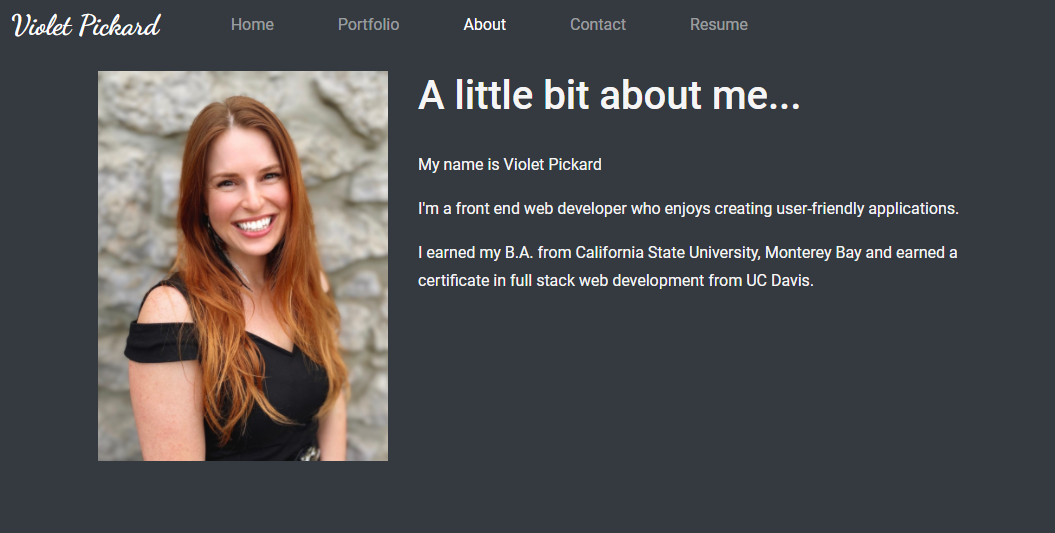 Violet Pickard Home Portfolio About Contact Resume
A little bit about me...
My name is Violet Pickard
I'm a front end web developer who enjoys creating user-friendly applications.
I earned my B.A. from California State University, Monterey Bay and earned a
certificate in full stack web development from UC Davis.